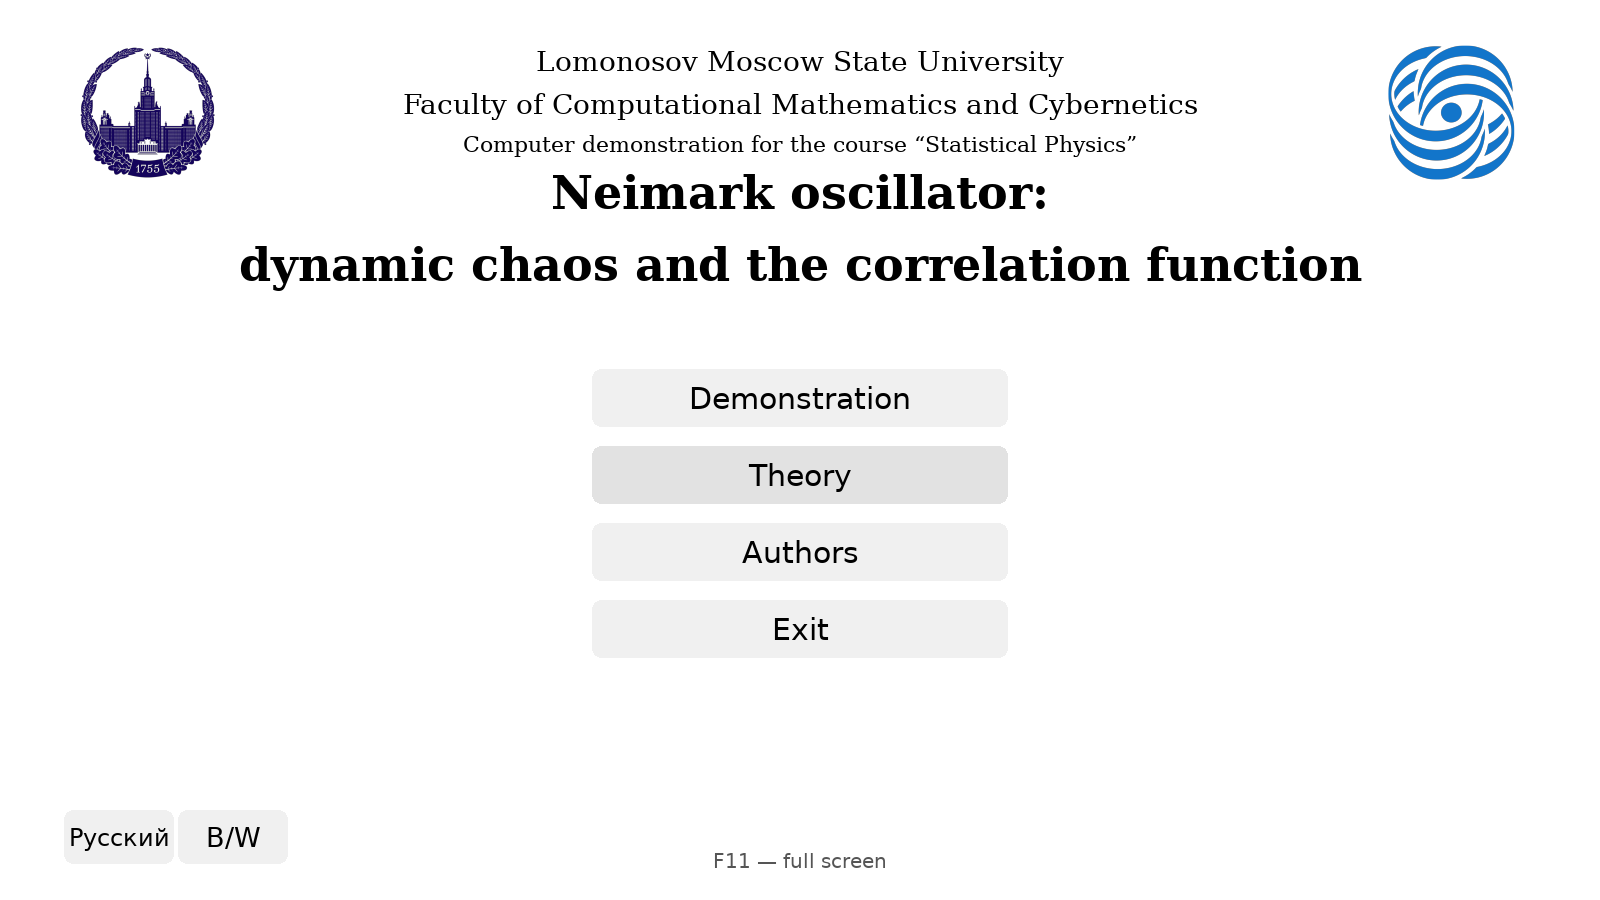 Lomonosov Moscow State University
Faculty of Computational Mathematics and Cybernetics
Computer demonstration for the course “Statistical Physics”
Neimark oscillator:
dynamic chaos and the correlation function
1755
Demonstration
Theory
Authors
Exit
Русский
B/W
F11 — full screen